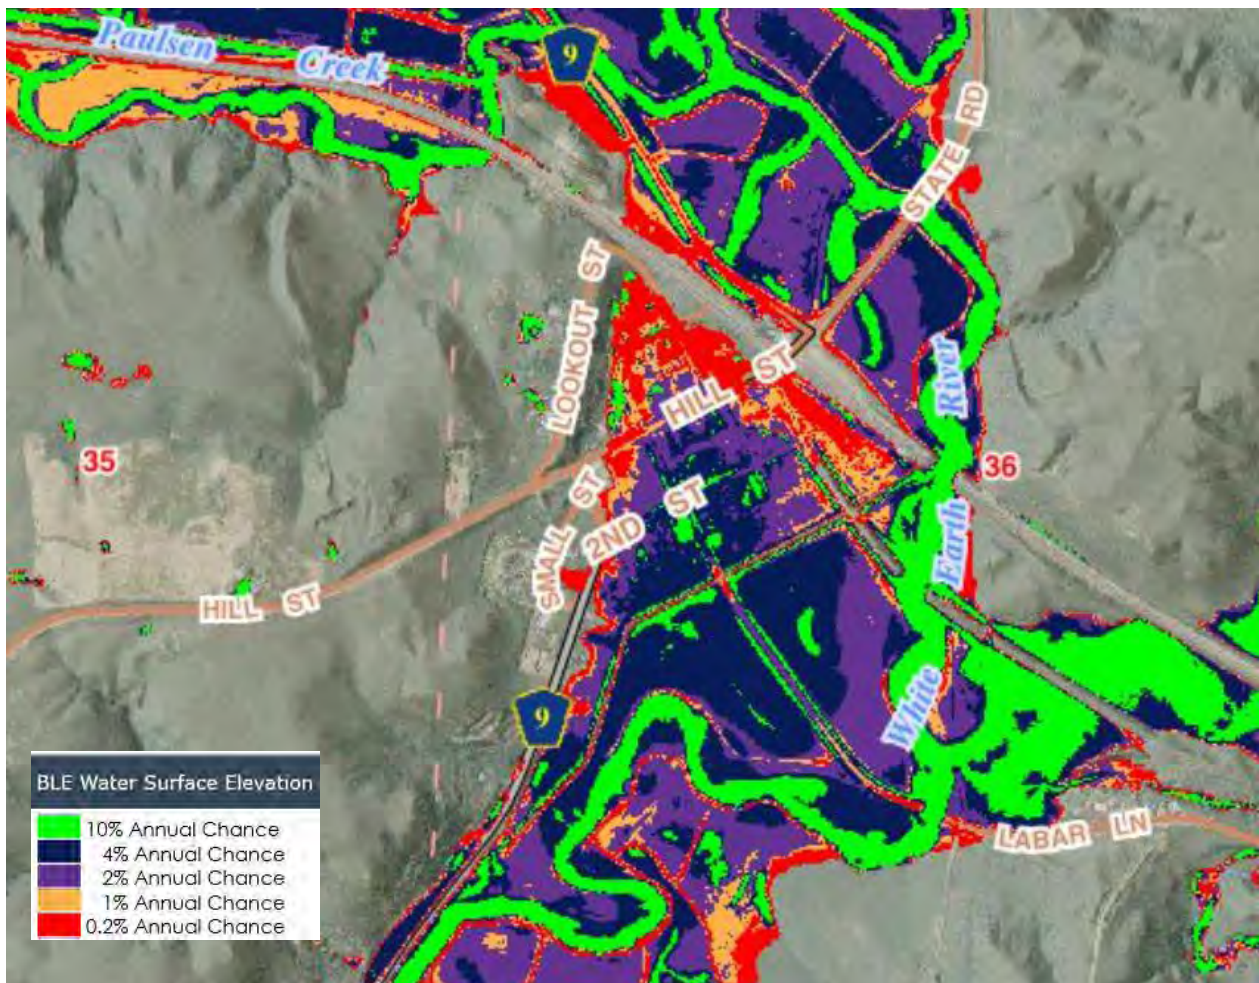 Paulsen Creek
9
STATE RD
LOOKOUT ST
HILL ST
River
35
36
SMALL ST
2ND ST
Earth
HILL ST
White
9
LABAR LN
BLE Water Surface Elevation
10% Annual Chance
4% Annual Chance
2% Annual Chance
1% Annual Chance
0.2% Annual Chance